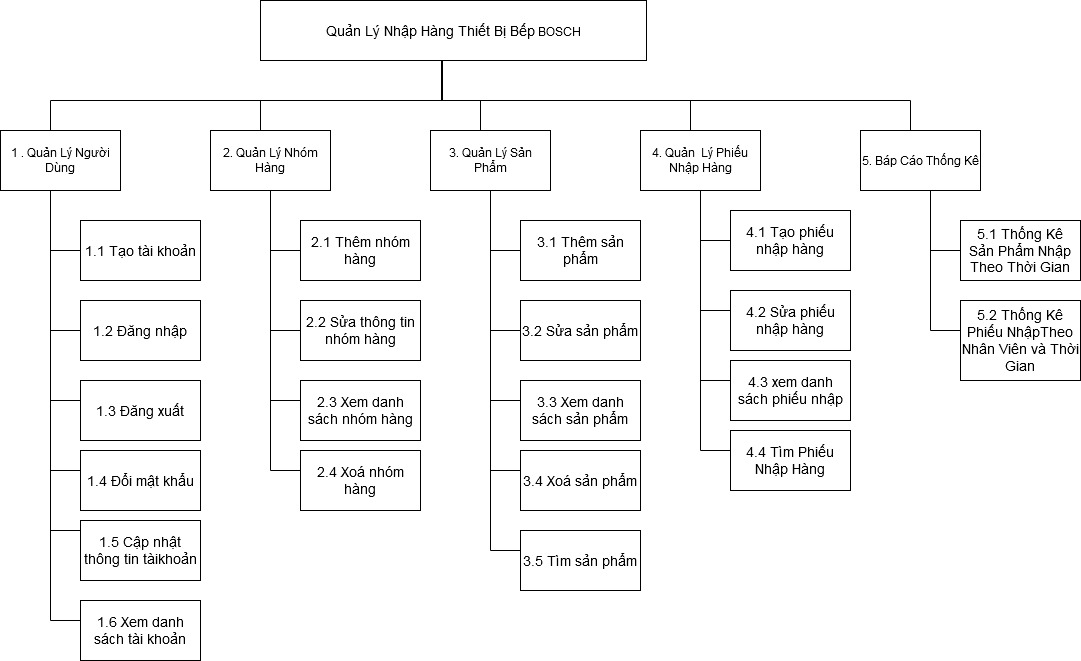 Quản Lý Nhập Hàng Thiết Bị Bếp BOSCH
1 . Quản Lý Người
Dùng
2. Quản Lý Nhóm
Hàng
3. Quản Lý Sản
Phẩm
4. Quản Lý Phiếu
Nhập Hàng
5. Báp Cáo Thống Kê
1.1 Tạo tài khoản
1.2 Đăng nhập
1.3 Đăng xuất
1.4 Đổi mật khẩu
1.5 Cập nhật
thông tin tàikhoản
1.6 Xem danh
sách tài khoản
2.1 Thêm nhóm
hàng
2.2 Sửa thông tin
nhóm hàng
2.3 Xem danh
sách nhóm hàng
2.4 Xoá nhóm
hàng
3.1 Thêm sản
phẩm
3.2 Sửa sản phẩm
3.3 Xem danh
sách sản phẩm
3.4 Xoá sản phẩm
3.5 Tìm sản phẩm
4.1 Tạo phiếu
nhập hàng
4.2 Sửa phiếu
nhập hàng
4.3 xem danh
sách phiếu nhập
4.4 Tìm Phiếu
Nhập Hàng
5.1 Thống Kê
Sản Phẩm Nhập
Theo Thời Gian
5.2 Thống Kê
Phiếu NhậpTheo
Nhân Viên và Thời
Gian